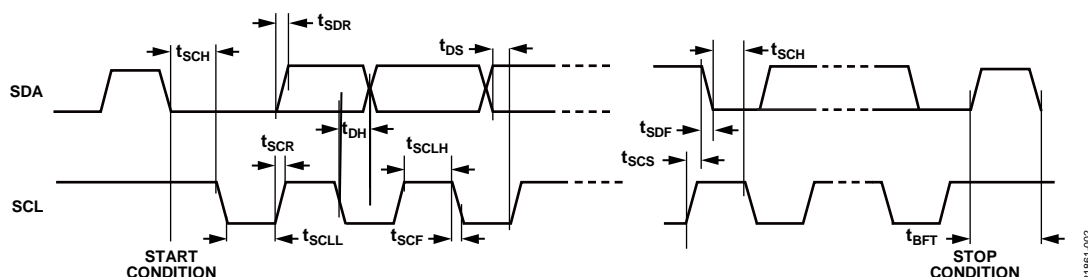 tSDR
tSCH
tDS
tSCH
SDA
tDH
tSDF
tSCR
tSCLH
tSCS
SCL
tSCLL
tSCF
tBFT
START
CONDITION
STOP
CONDITION